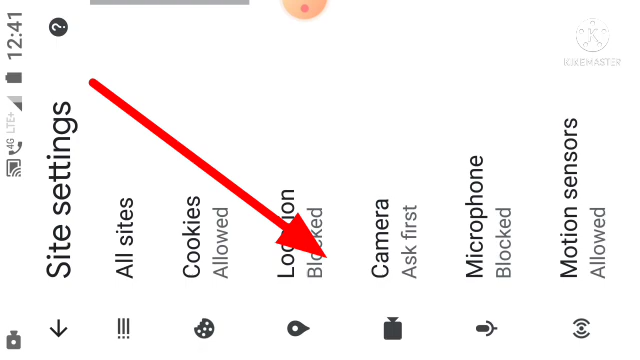 12:41
4G LTE+
Site settings
All sites
Cookies
Allowed
Location
Blocked
Camera
Ask first
Microphone
Blocked
Motion sensors
Allowed
K
KINEMASTER